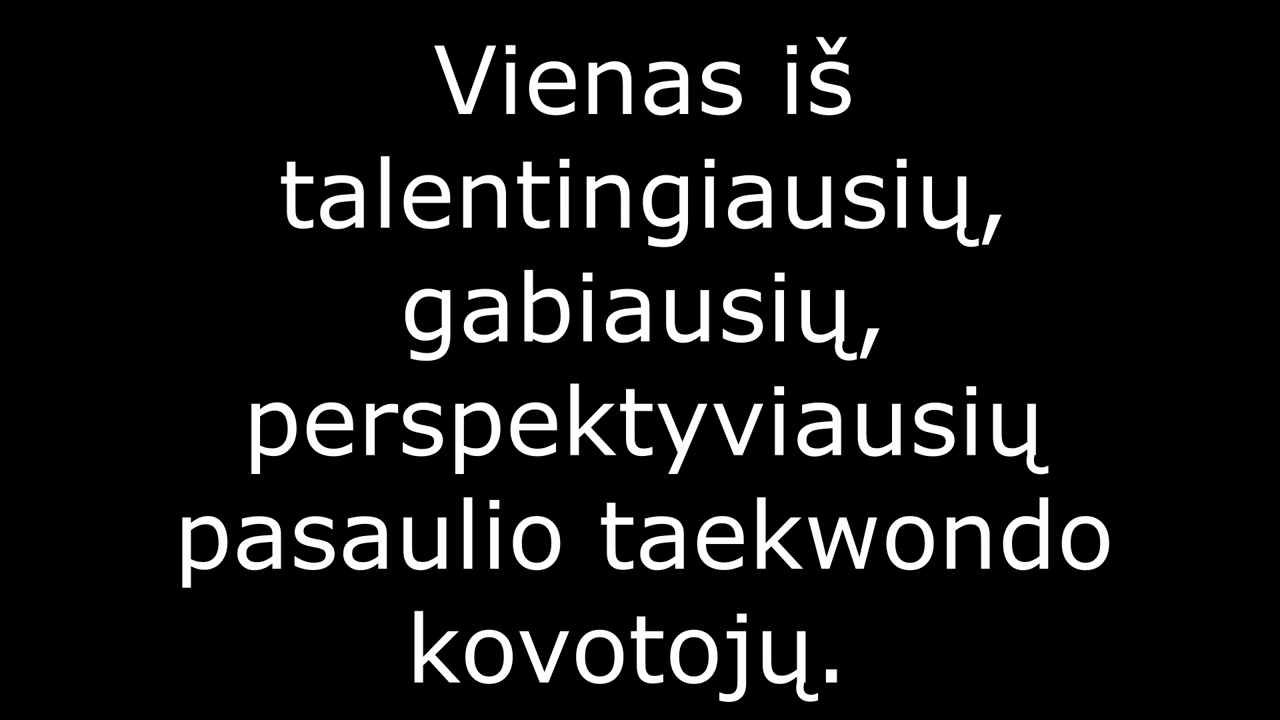 Vienas iš
talentingiausių,
gabiausių,
perspektyviausių
pasaulio taekwondo
kovotojų.